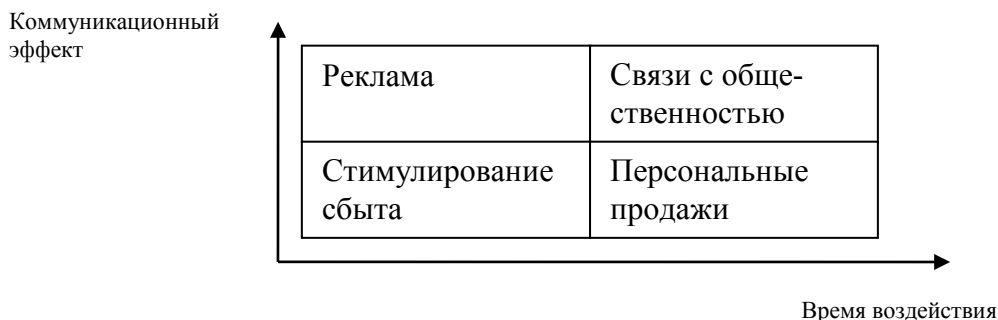 Коммуникационный
эффект
Реклама
Связи с обще-
ственностью
Стимулирование
сбыта
Персональные
продажи
Время воздействия